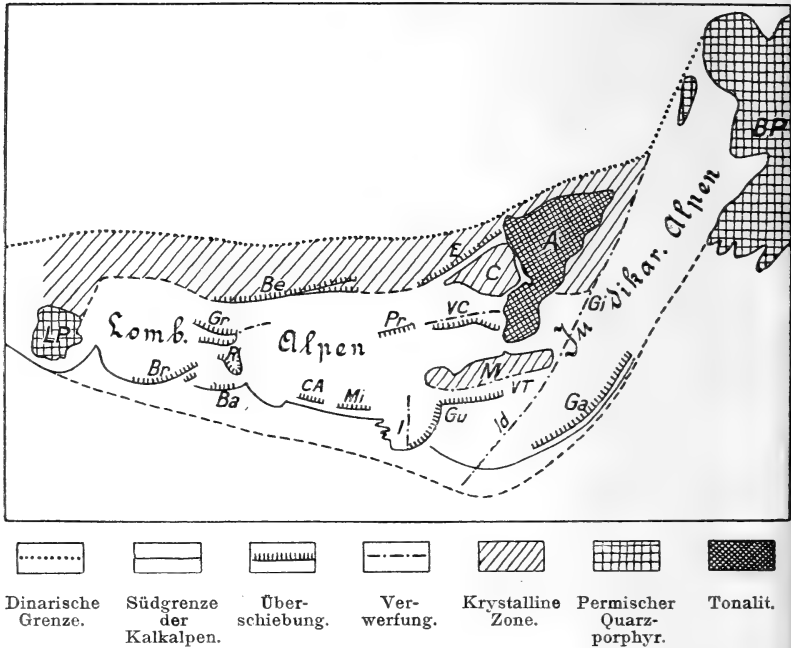 BP
A
E
C
Be
Gi
Judikar. Alpen
LP
Lomb. Alpen
Gr
Pr
VC
Br
Ba
CA
Mi
M
VT
Gu
I
Id
Ga
Dinarische
Grenze.
Südgrenze
der
Kalkalpen.
Über-
schiebung.
Ver-
werfung.
Krystalline
Zone.
Permischer
Quarz-
porphyr.
Tonalit.